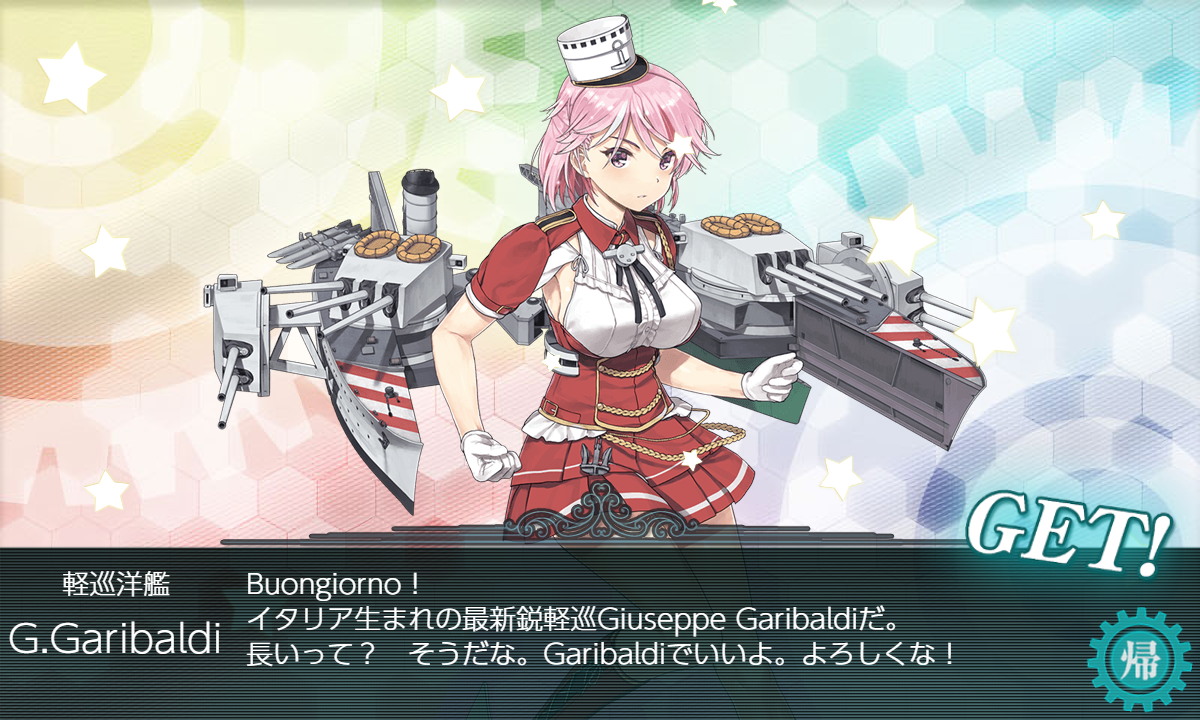 GET!
軽巡洋艦
G.Garibaldi
Buongiorno！
イタリア生まれの最新鋭軽巡Giuseppe Garibaldiだ。
長いって？　そうだな。Garibaldiでいいよ。よろしくな！
帰